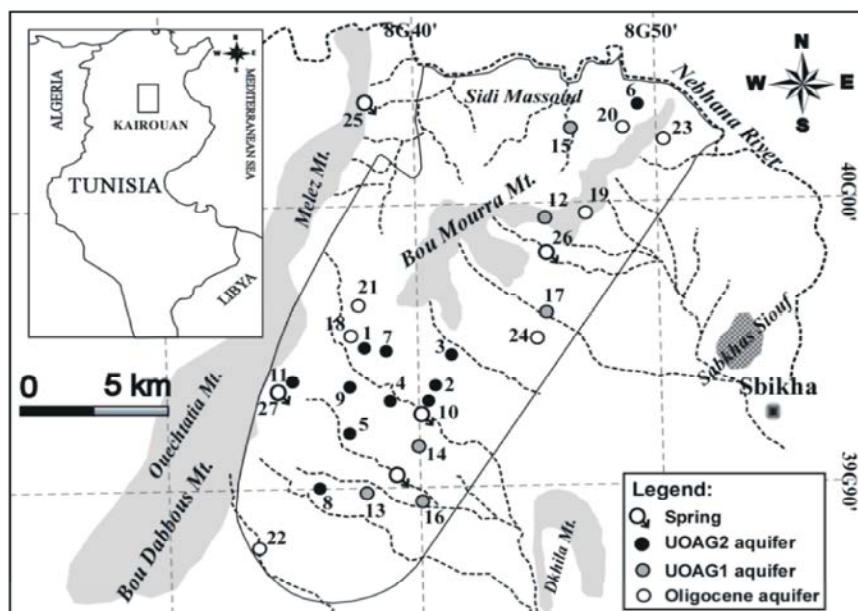 8G40'
8G50'
N
W
E
S
ALGERIA
KAIROUAN
MEDITERRANEAN SEA
TUNISIA
LIBYA
N
W
E
S
Sidi Massoud
Nebhana River
Melez Mt.
Bou Mourra Mt.
40G00'
Sabkhas Siouf
Sbikha
0
5 km
Ouechtatia Mt.
Bou Dabbous Mt.
39G90'
Dkhila Mt.
25
6
20
23
15
12
19
26
21
17
18
1
7
3
24
11
27
9
4
2
10
5
14
8
13
16
22
Legend:
Spring
UOAG2 aquifer
UOAG1 aquifer
Oligocene aquifer